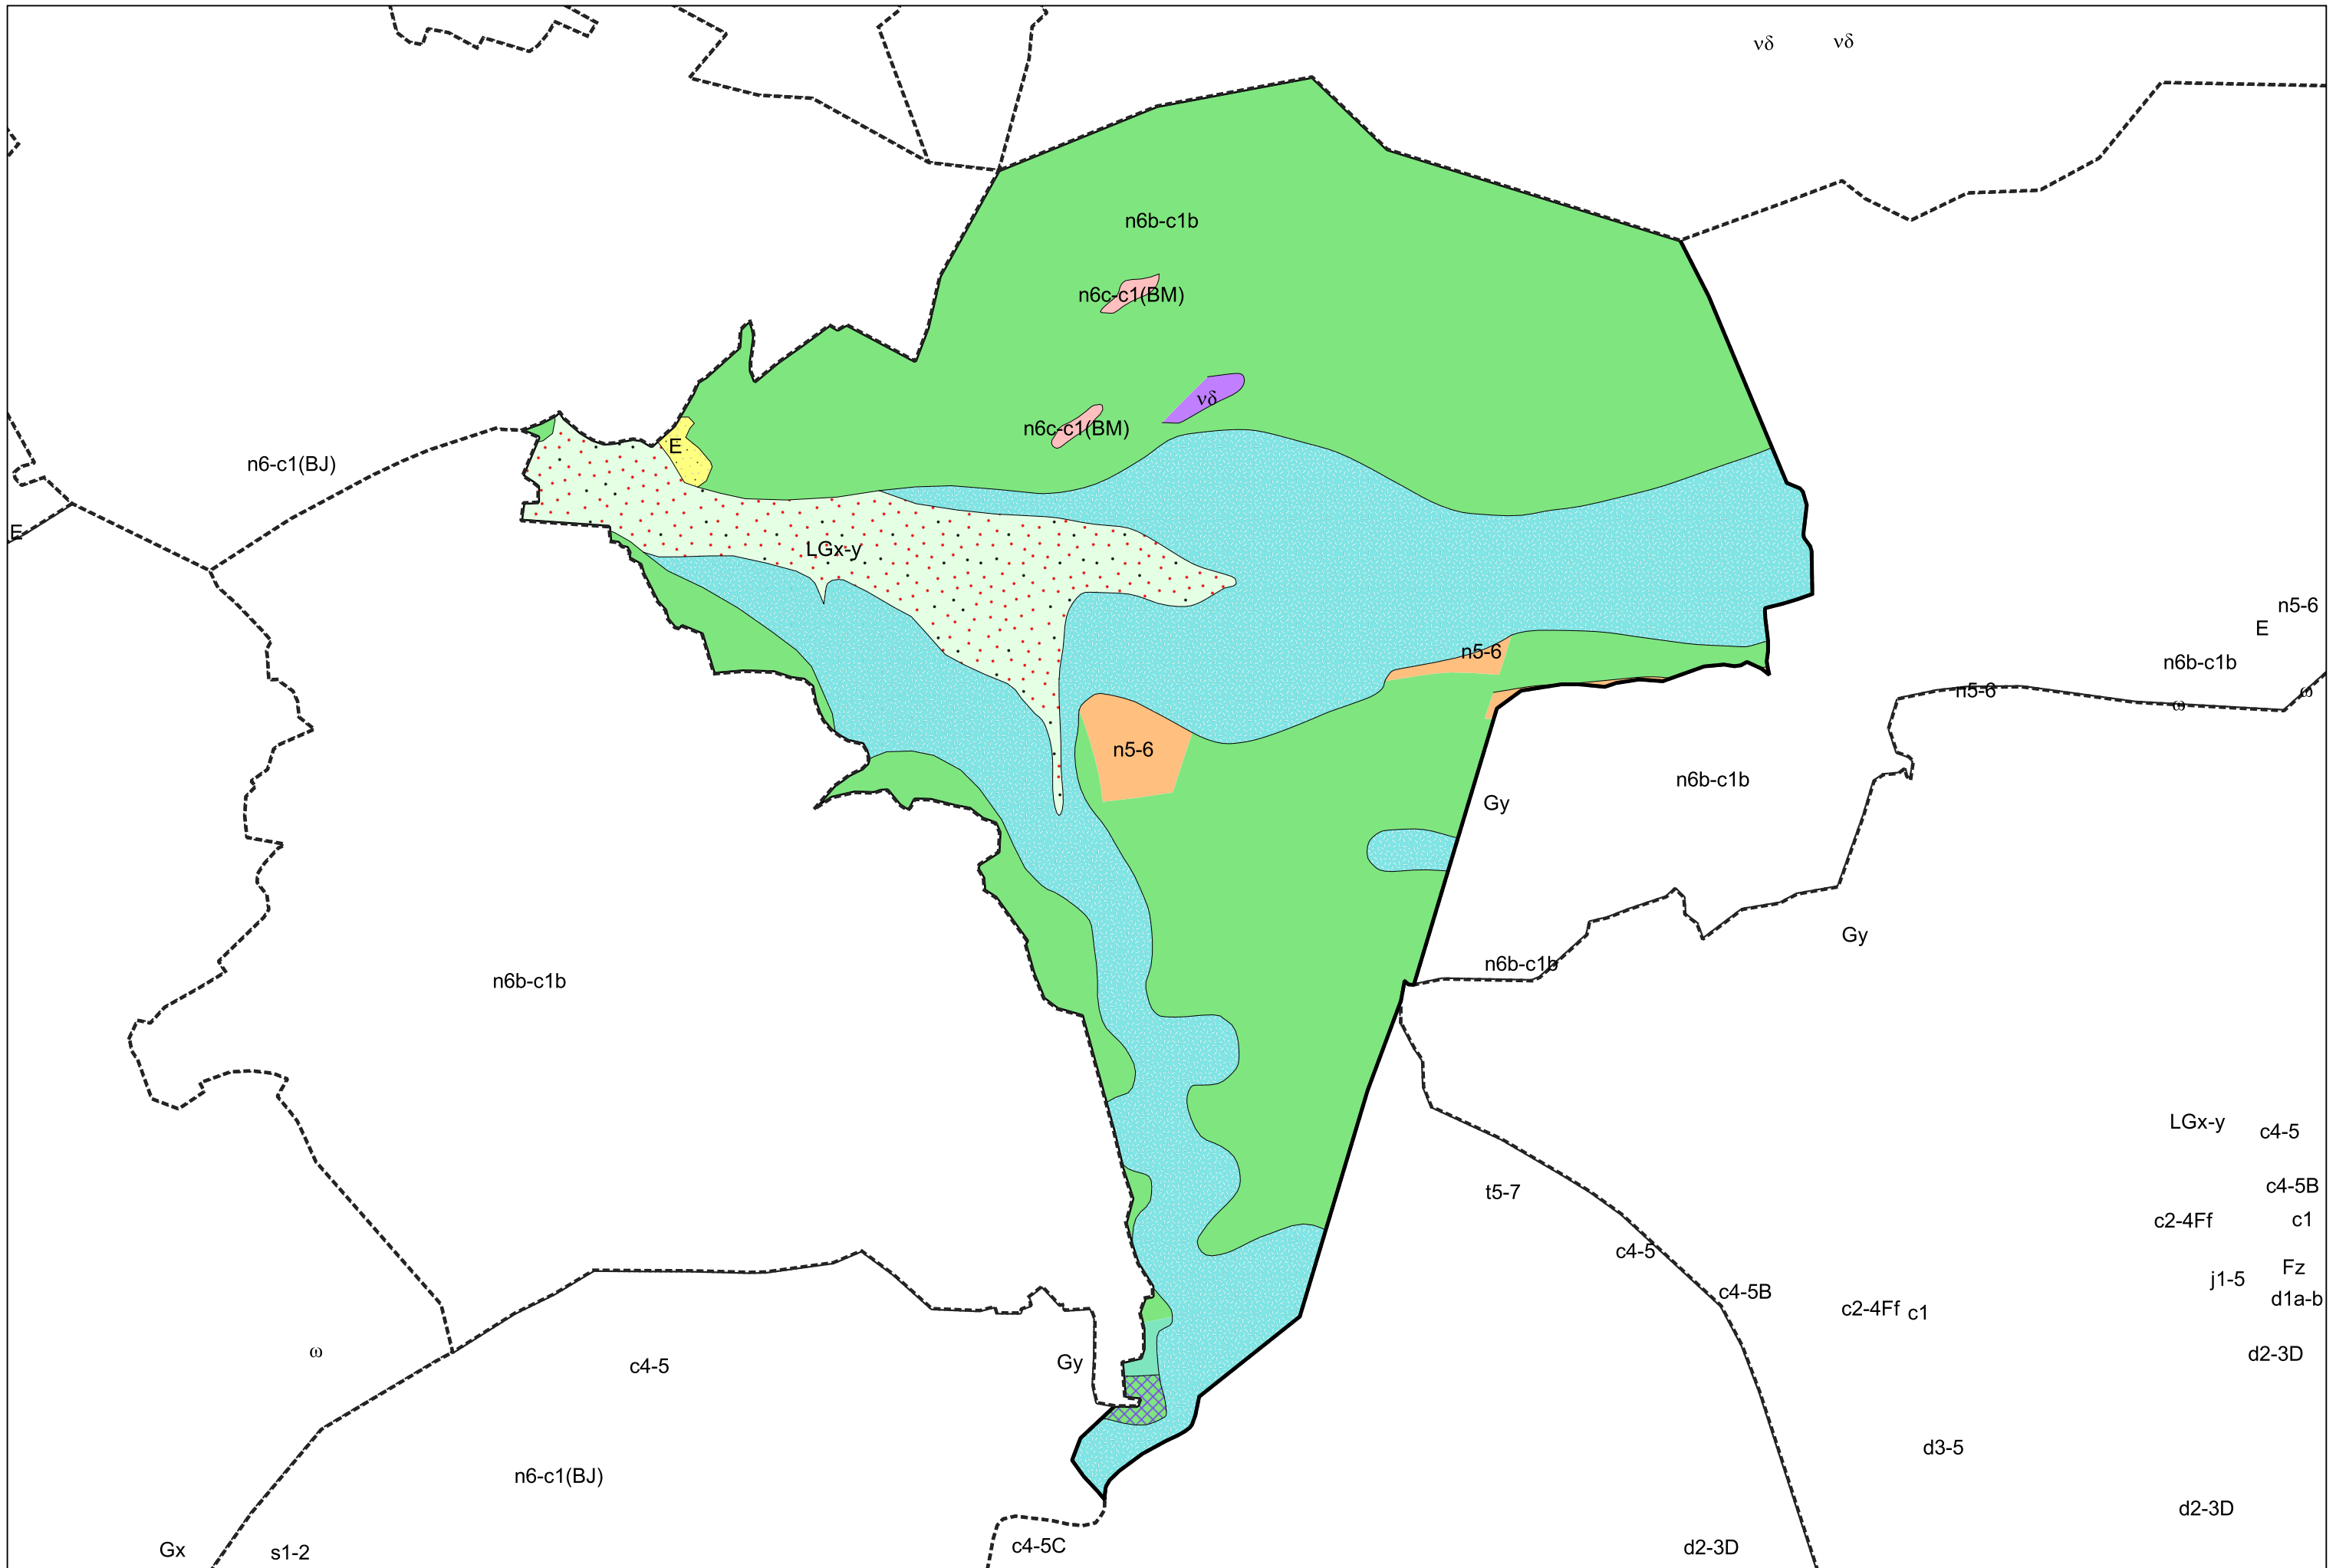 νδ νδ
n6b-c1b
n6c-c1(BM)
νδ
n6c-c1(BM)
E
n6-c1(BJ)
E
LGx-y
n5-6
E
n5-6
n6b-c1b
n5-6
ω
ω
n5-6
n6b-c1b
Gy
Gy
n6b-c1b
n6b-c1b
LGx-y
c4-5
c4-5B
t5-7
c2-4Ff
c1
c4-5
Fz
j1-5
c4-5B
d1a-b
c2-4Ff
c1
ω
d2-3D
Gy
c4-5
d3-5
n6-c1(BJ)
d2-3D
c4-5C
d2-3D
Gx
s1-2